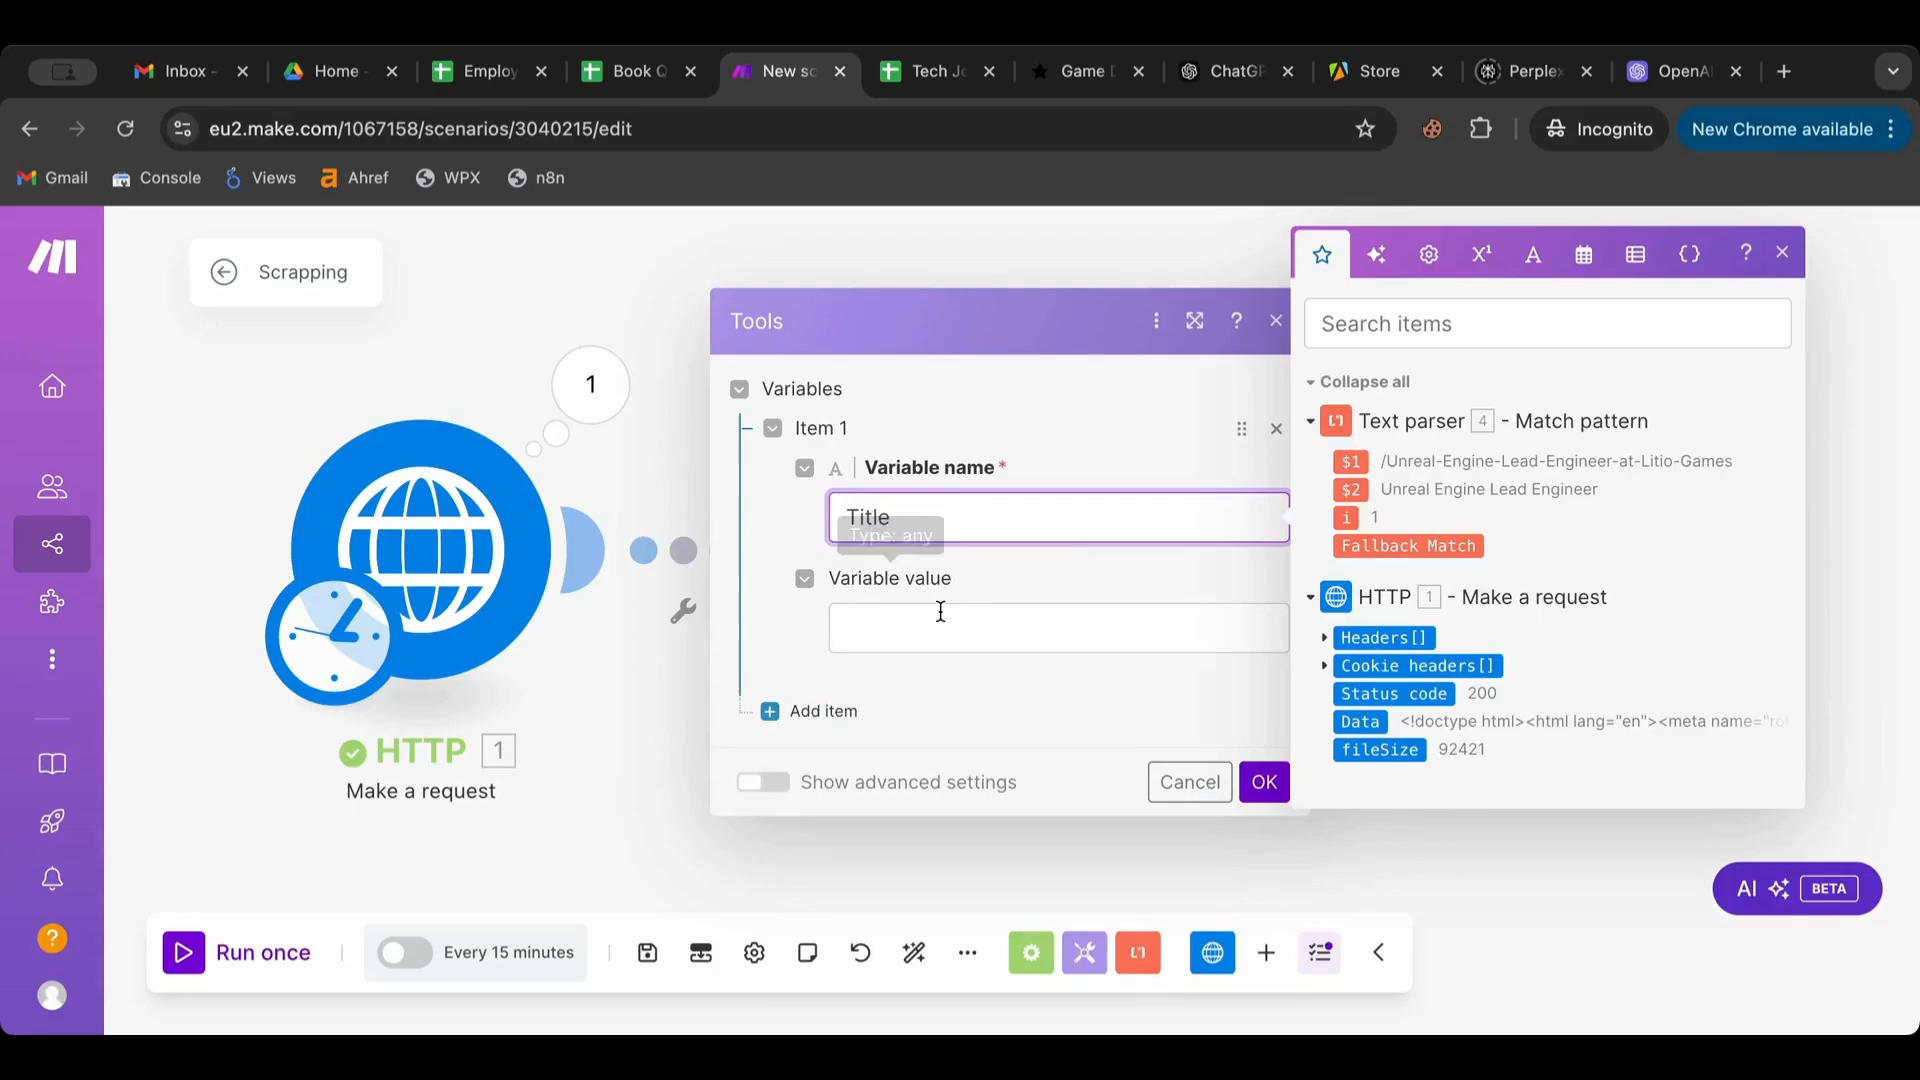 Inbox -
Home -
Employ
Book Q
New sc
Tech Jo
Game D
ChatGP
Store
Perplex
OpenAI
eu2.make.com/1067158/scenarios/3040215/edit
Incognito
New Chrome available
Gmail
Console
Views
Ahref
WPX
n8n
Scrapping
1
HTTP 1
Make a request
Tools
?
Variables
Item 1
A Variable name *
Title
Type: any
Variable value
Add item
Show advanced settings
Cancel
OK
X¹
A
?
Search items
Collapse all
Text parser 4 - Match pattern
$1 /Unreal-Engine-Lead-Engineer-at-Litio-Games
$2 Unreal Engine Lead Engineer
i 1
Fallback Match
HTTP 1 - Make a request
Headers[]
Cookie headers[]
Status code 200
Data <!doctype html><html lang="en"><meta name="ro
fileSize 92421
AI BETA
?
Run once
Every 15 minutes